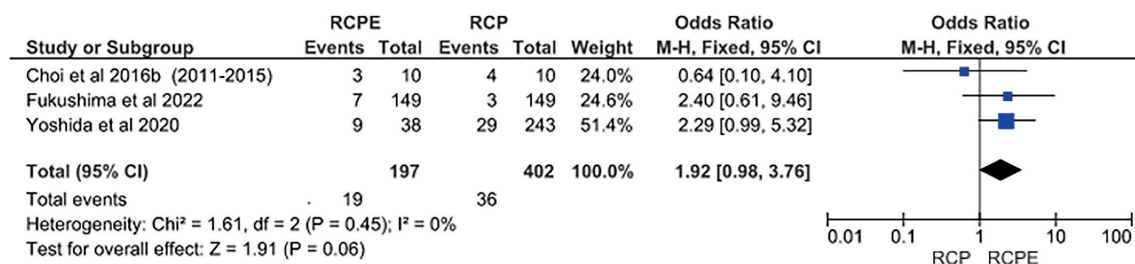 RCPE RCP Odds Ratio Odds Ratio
Study or Subgroup Events Total Events Total Weight M-H, Fixed, 95% CI M-H, Fixed, 95% CI
Choi et al 2016b (2011-2015) 3 10 4 10 24.0% 0.64 [0.10, 4.10]
Fukushima et al 2022 7 149 3 149 24.6% 2.40 [0.61, 9.46]
Yoshida et al 2020 9 38 29 243 51.4% 2.29 [0.99, 5.32]
Total (95% CI) 197 402 100.0% 1.92 [0.98, 3.76]
Total events 19 36
Heterogeneity: Chi² = 1.61, df = 2 (P = 0.45); I² = 0%
Test for overall effect: Z = 1.91 (P = 0.06)
0.01 0.1 1 10 100
RCP RCPE